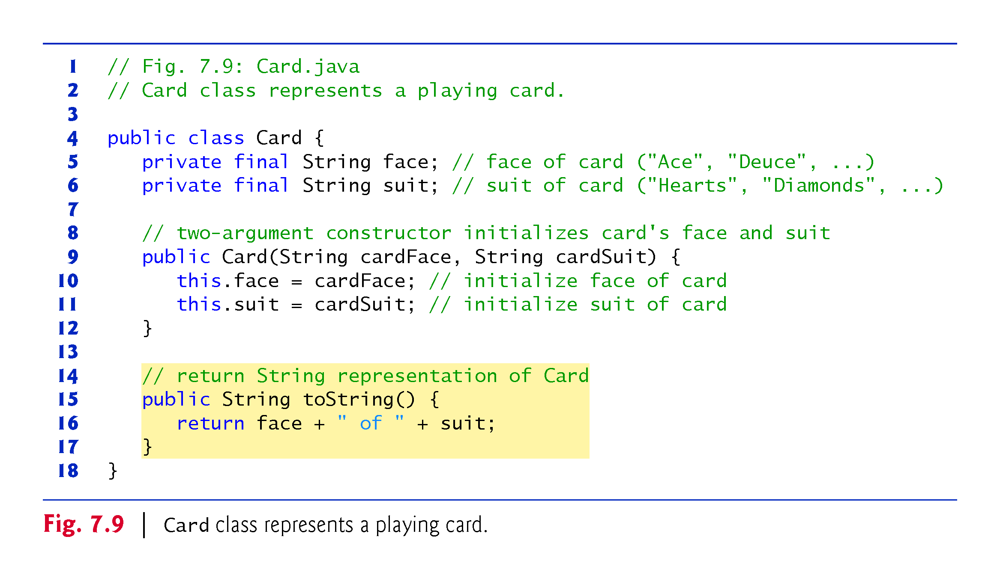 1 // Fig. 7.9: Card.java
2 // Card class represents a playing card.
3
4 public class Card {
5    private final String face; // face of card ("Ace", "Deuce", ...)
6    private final String suit; // suit of card ("Hearts", "Diamonds", ...)
7
8    // two-argument constructor initializes card's face and suit
9    public Card(String cardFace, String cardSuit) {
10       this.face = cardFace; // initialize face of card
11       this.suit = cardSuit; // initialize suit of card
12    }
13
14    // return String representation of Card
15    public String toString() {
16       return face + " of " + suit;
17    }
18 }
Fig. 7.9 | Card class represents a playing card.